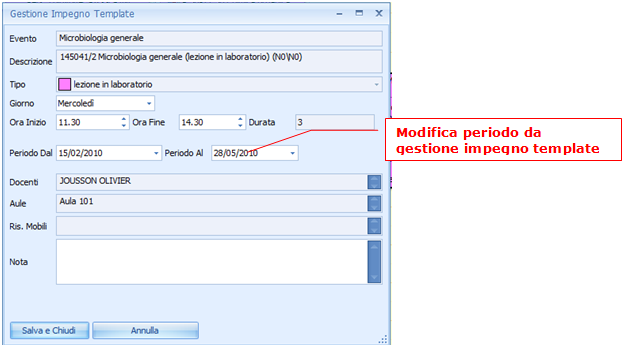 Gestione Impegno Template
Evento Microbiologia generale
Descrizione 145041/2 Microbiologia generale (lezione in laboratorio) (N0\N0)
Tipo lezione in laboratorio
Giorno Mercoledì
Ora Inizio 11.30 Ora Fine 14.30 Durata 3
Modifica periodo da
gestione impegno template
Periodo Dal 15/02/2010 Periodo Al 28/05/2010
Docenti JOUSSON OLIVIER
Aule Aula 101
Ris. Mobili
Nota
Salva e Chiudi Annulla